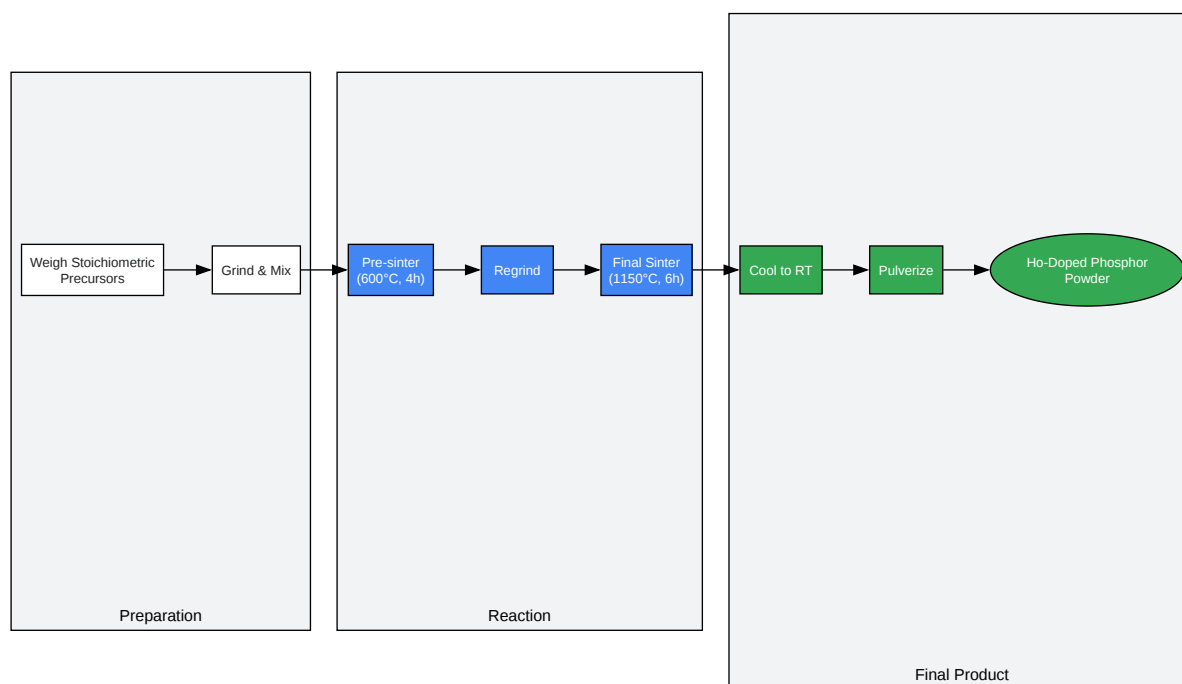 Weigh Stoichiometric
Precursors
Grind & Mix
Pre-sinter
(600°C, 4h)
Regrind
Final Sinter
(1150°C, 6h)
Cool to RT
Pulverize
Ho-Doped Phosphor
Powder
Preparation
Reaction
Final Product